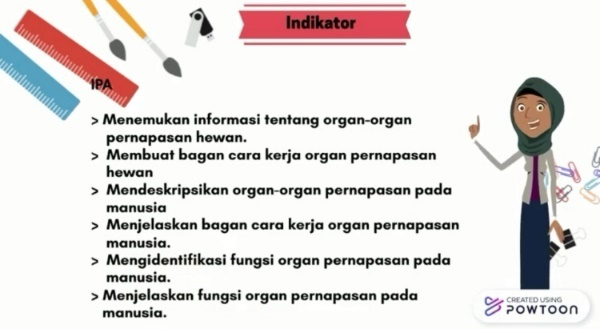 Indikator
IPA
> Menemukan informasi tentang organ-organ
pernapasan hewan.
> Membuat bagan cara kerja organ pernapasan
hewan
> Mendeskripsikan organ-organ pernapasan pada
manusia
> Menjelaskan bagan cara kerja organ pernapasan
manusia.
> Mengidentifikasi fungsi organ pernapasan pada
manusia.
> Menjelaskan fungsi organ pernapasan pada
manusia.
CREATED USING
POWTOON